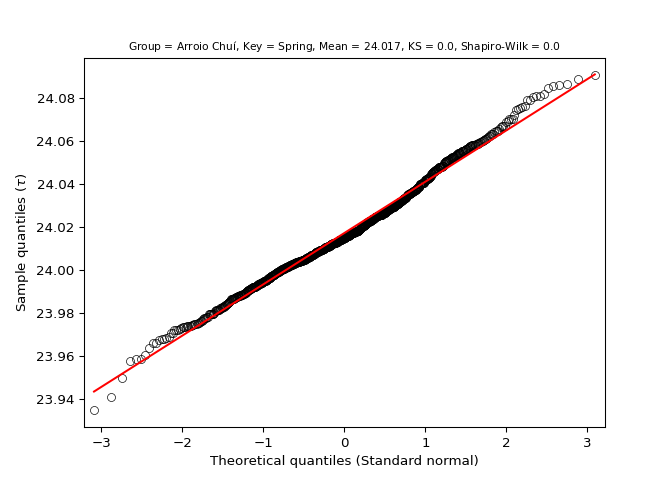 Group = Arroio Chuí, Key = Spring, Mean = 24.017, KS = 0.0, Shapiro-Wilk = 0.0
24.08
24.06
24.04
24.02
24.00
23.98
23.96
23.94
Sample quantiles (τ)
−3 −2 −1 0 1 2 3
Theoretical quantiles (Standard normal)